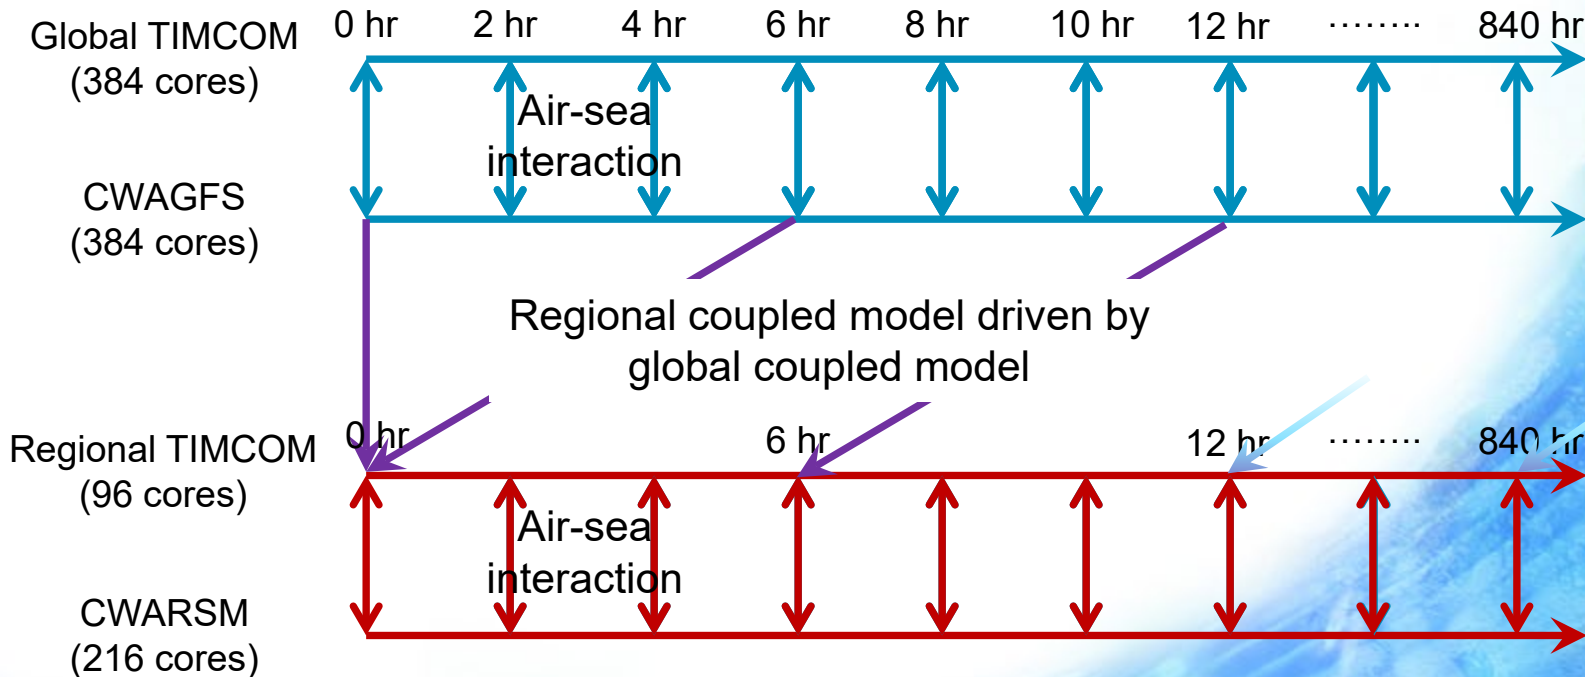 Global TIMCOM
(384 cores)
0 hr 2 hr 4 hr 6 hr 8 hr 10 hr 12 hr ........ 840 hr
Air-sea
interaction
CWAGFS
(384 cores)
Regional coupled model driven by
global coupled model
Regional TIMCOM
(96 cores)
0 hr 6 hr 12 hr ........ 840 hr
Air-sea
interaction
CWARSM
(216 cores)